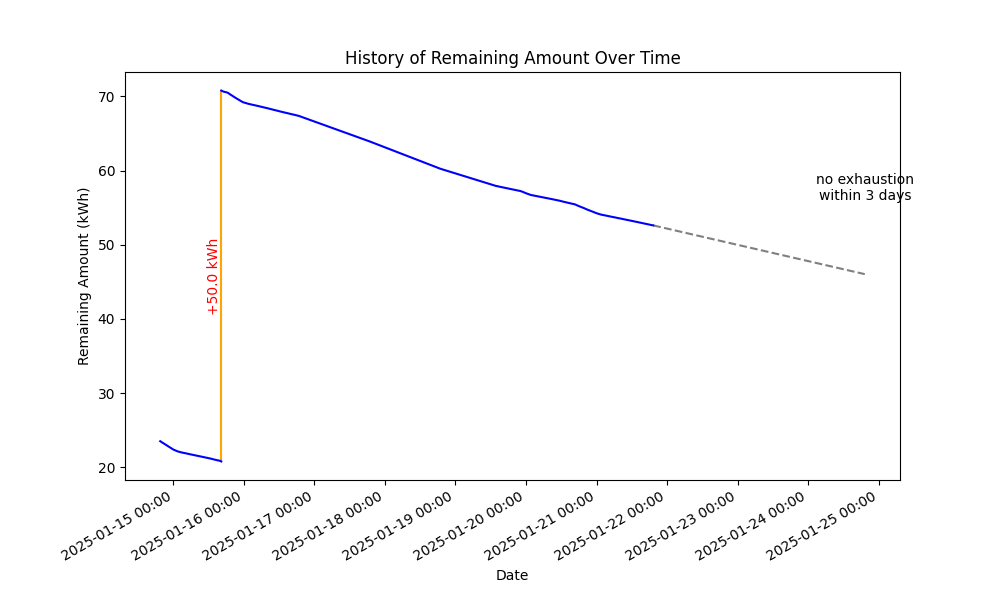 History of Remaining Amount Over Time
Remaining Amount (kWh)
70
60
50
40
30
20
+50.0 kWh
no exhaustion
within 3 days
2025-01-15 00:00
2025-01-16 00:00
2025-01-17 00:00
2025-01-18 00:00
2025-01-19 00:00
2025-01-20 00:00
2025-01-21 00:00
2025-01-22 00:00
2025-01-23 00:00
2025-01-24 00:00
2025-01-25 00:00
Date